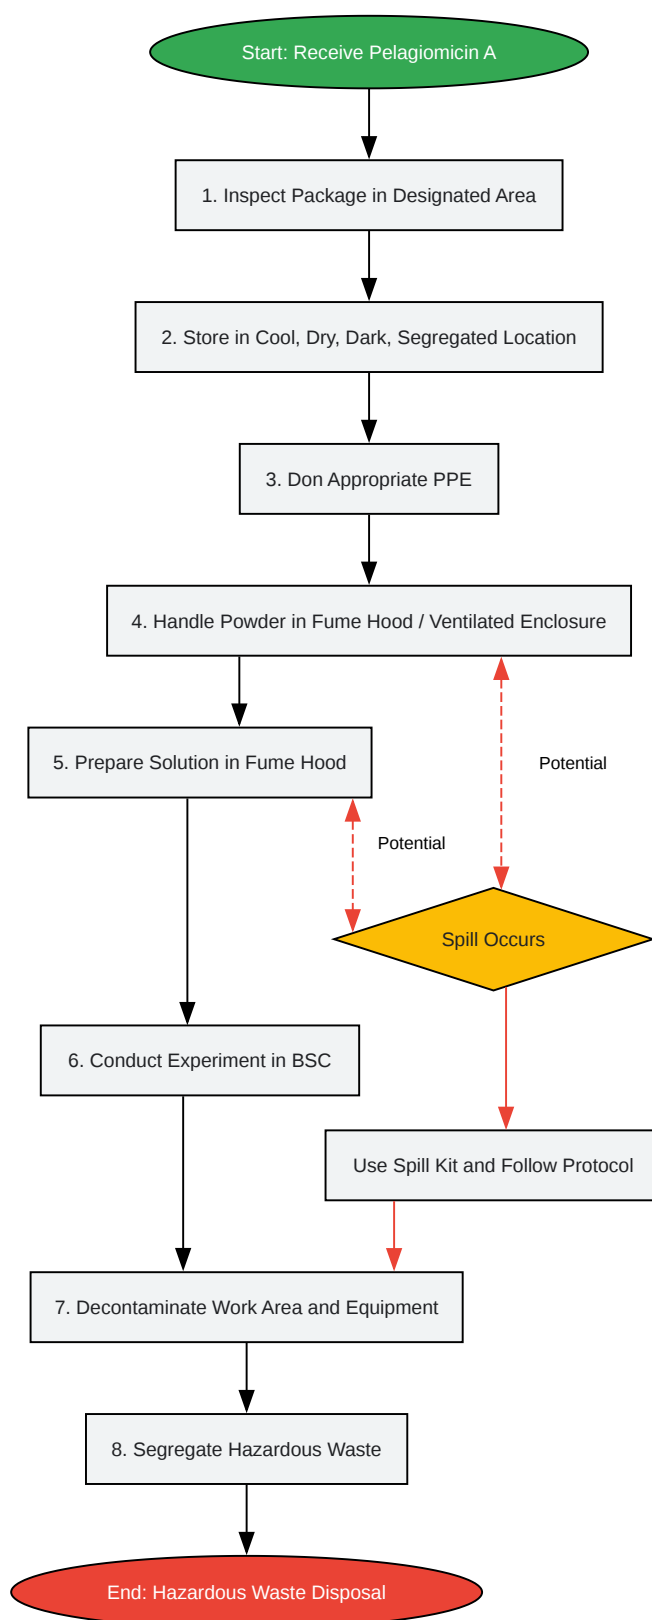 Start: Receive Pelagiomicin A
1. Inspect Package in Designated Area
2. Store in Cool, Dry, Dark, Segregated Location
3. Don Appropriate PPE
4. Handle Powder in Fume Hood / Ventilated Enclosure
5. Prepare Solution in Fume Hood
Potential
Potential
Spill Occurs
6. Conduct Experiment in BSC
Use Spill Kit and Follow Protocol
7. Decontaminate Work Area and Equipment
8. Segregate Hazardous Waste
End: Hazardous Waste Disposal